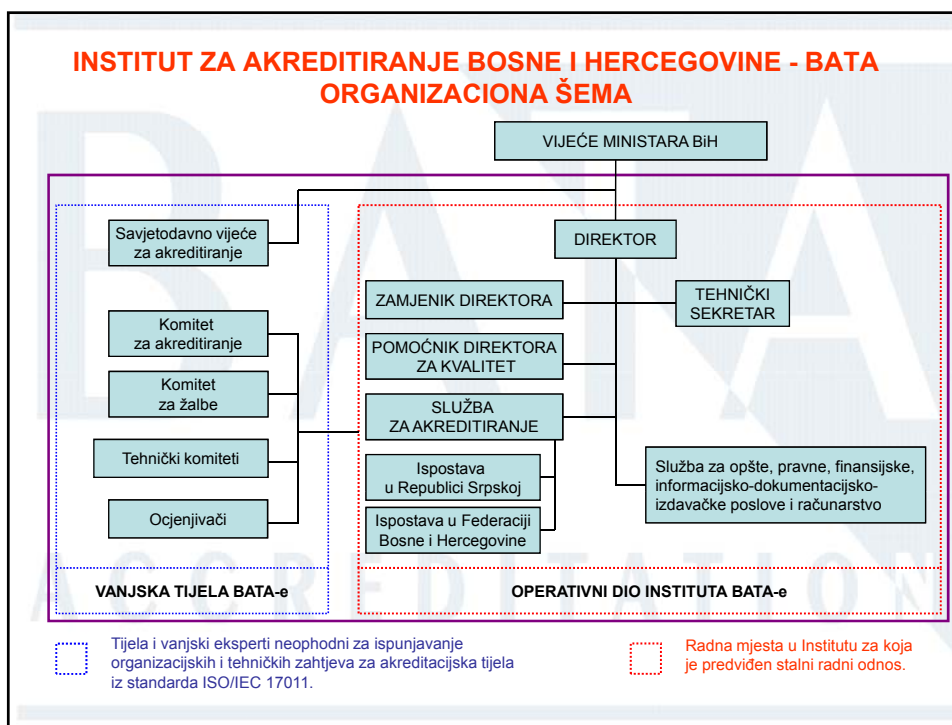 INSTITUT ZA AKREDITIRANJE BOSNE I HERCEGOVINE - BATA
ORGANIZACIONA ŠEMA
VIJEĆE MINISTARA BiH
Savjetodavno vijeće
za akreditiranje
DIREKTOR
ZAMJENIK DIREKTORA
TEHNIČKI
SEKRETAR
Komitet
za akreditiranje
POMOĆNIK DIREKTORA
ZA KVALITET
Komitet
za žalbe
SLUŽBA
ZA AKREDITIRANJE
Tehnički komiteti
Ispostava
u Republici Srpskoj
Služba za opšte, pravne, finansijske,
informacijsko-dokumentacijsko-
izdavačke poslove i računarstvo
Ocjenjivači
Ispostava u Federaciji
Bosne i Hercegovine
VANJSKA TIJELA BATA-e
OPERATIVNI DIO INSTITUTA BATA-e
Tijela i vanjski eksperti neophodni za ispunjavanje
organizacijskih i tehničkih zahtjeva za akreditacijska tijela
iz standarda ISO/IEC 17011.
Radna mjesta u Institutu za koja
je predviđen stalni radni odnos.
BATA
ACCREDITATION